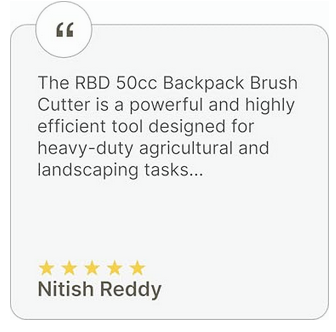 “
The RBD 50cc Backpack Brush
Cutter is a powerful and highly
efficient tool designed for
heavy-duty agricultural and
landscaping tasks...
★★★★★
Nitish Reddy